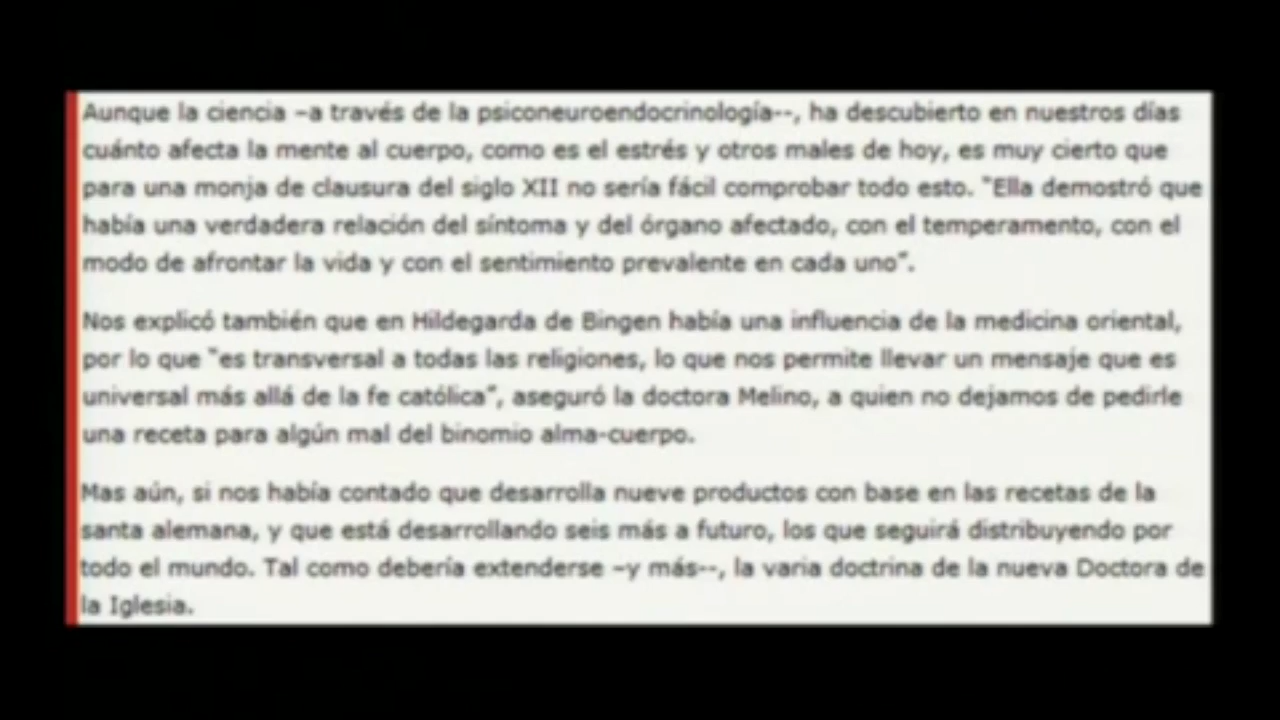 Aunque la ciencia –a través de la psiconeuroendocrinología--, ha descubierto en nuestros días
cuánto afecta la mente al cuerpo, como es el estrés y otros males de hoy, es muy cierto que
para una monja de clausura del siglo XII no sería fácil comprobar todo esto. “Ella demostró que
había una verdadera relación del síntoma y del órgano afectado, con el temperamento, con el
modo de afrontar la vida y con el sentimiento prevalente en cada uno”.
Nos explicó también que en Hildegarda de Bingen había una influencia de la medicina oriental,
por lo que “es transversal a todas las religiones, lo que nos permite llevar un mensaje que es
universal más allá de la fe católica”, aseguró la doctora Melino, a quien no dejamos de pedirle
una receta para algún mal del binomio alma-cuerpo.
Mas aún, si nos había contado que desarrolla nueve productos con base en las recetas de la
santa alemana, y que está desarrollando seis más a futuro, los que seguirá distribuyendo por
todo el mundo. Tal como debería extenderse –y más--, la varia doctrina de la nueva Doctora de
la Iglesia.